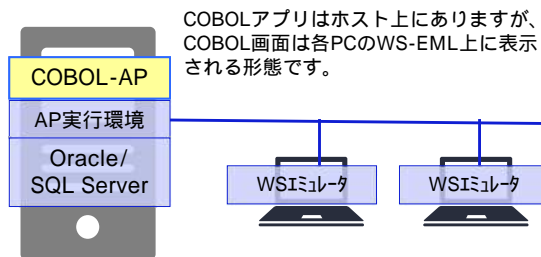 COBOLアプリはホスト上にありますが、
COBOL画面は各PCのWS-EML上に表示
される形態です。
COBOL-AP
AP実行環境
Oracle/
SQL Server
WSｴﾐｭﾚｰﾀ
WSｴﾐｭﾚｰﾀ